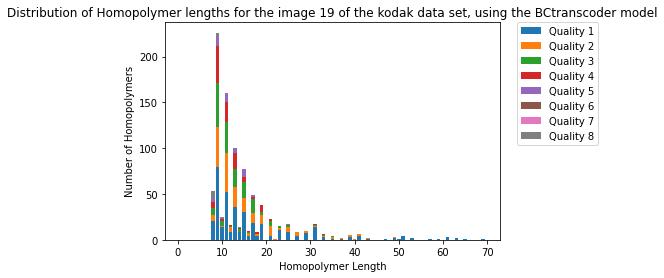 Distribution of Homopolymer lengths for the image 19 of the kodak data set, using the BCtranscoder model
Quality 1
Quality 2
Quality 3
Quality 4
Quality 5
Quality 6
Quality 7
Quality 8
Number of Homopolymers
200
150
100
50
0
0 10 20 30 40 50 60 70
Homopolymer Length